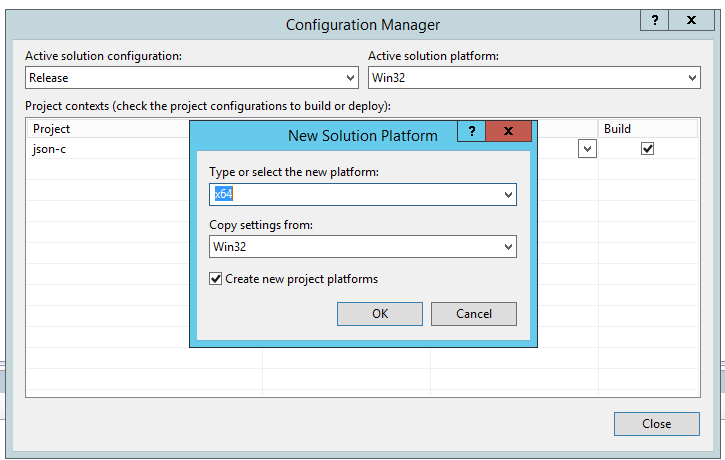 Configuration Manager
? x
Active solution configuration:
Active solution platform:
Release
Win32
Project contexts (check the project configurations to build or deploy):
Project
Build
json-c
New Solution Platform
? x
Type or select the new platform:
x64
Copy settings from:
Win32
Create new project platforms
OK
Cancel
Close